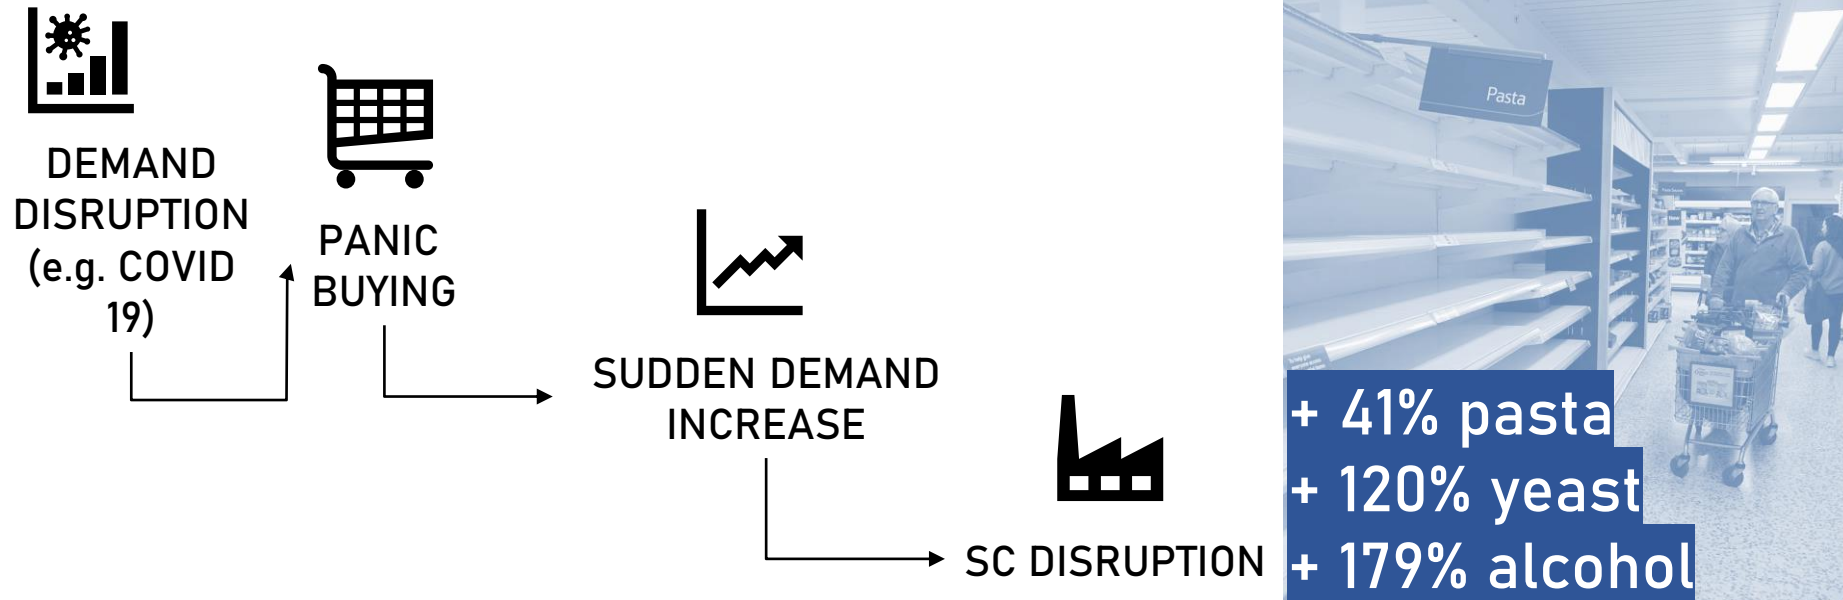 DEMAND
DISRUPTION
(e.g. COVID
19)
PANIC
BUYING
SUDDEN DEMAND
INCREASE
SC DISRUPTION
Pasta
+ 41% pasta
+ 120% yeast
+ 179% alcohol